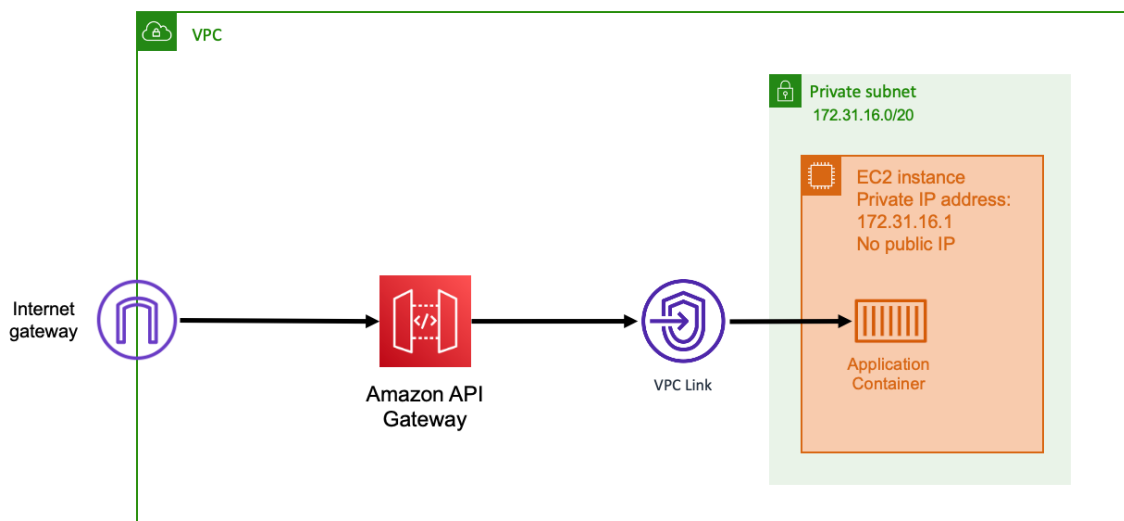 VPC
Private subnet
172.31.16.0/20
EC2 instance
Private IP address:
172.31.16.1
No public IP
Internet
gateway
</>
Amazon API
Gateway
VPC Link
Application
Container